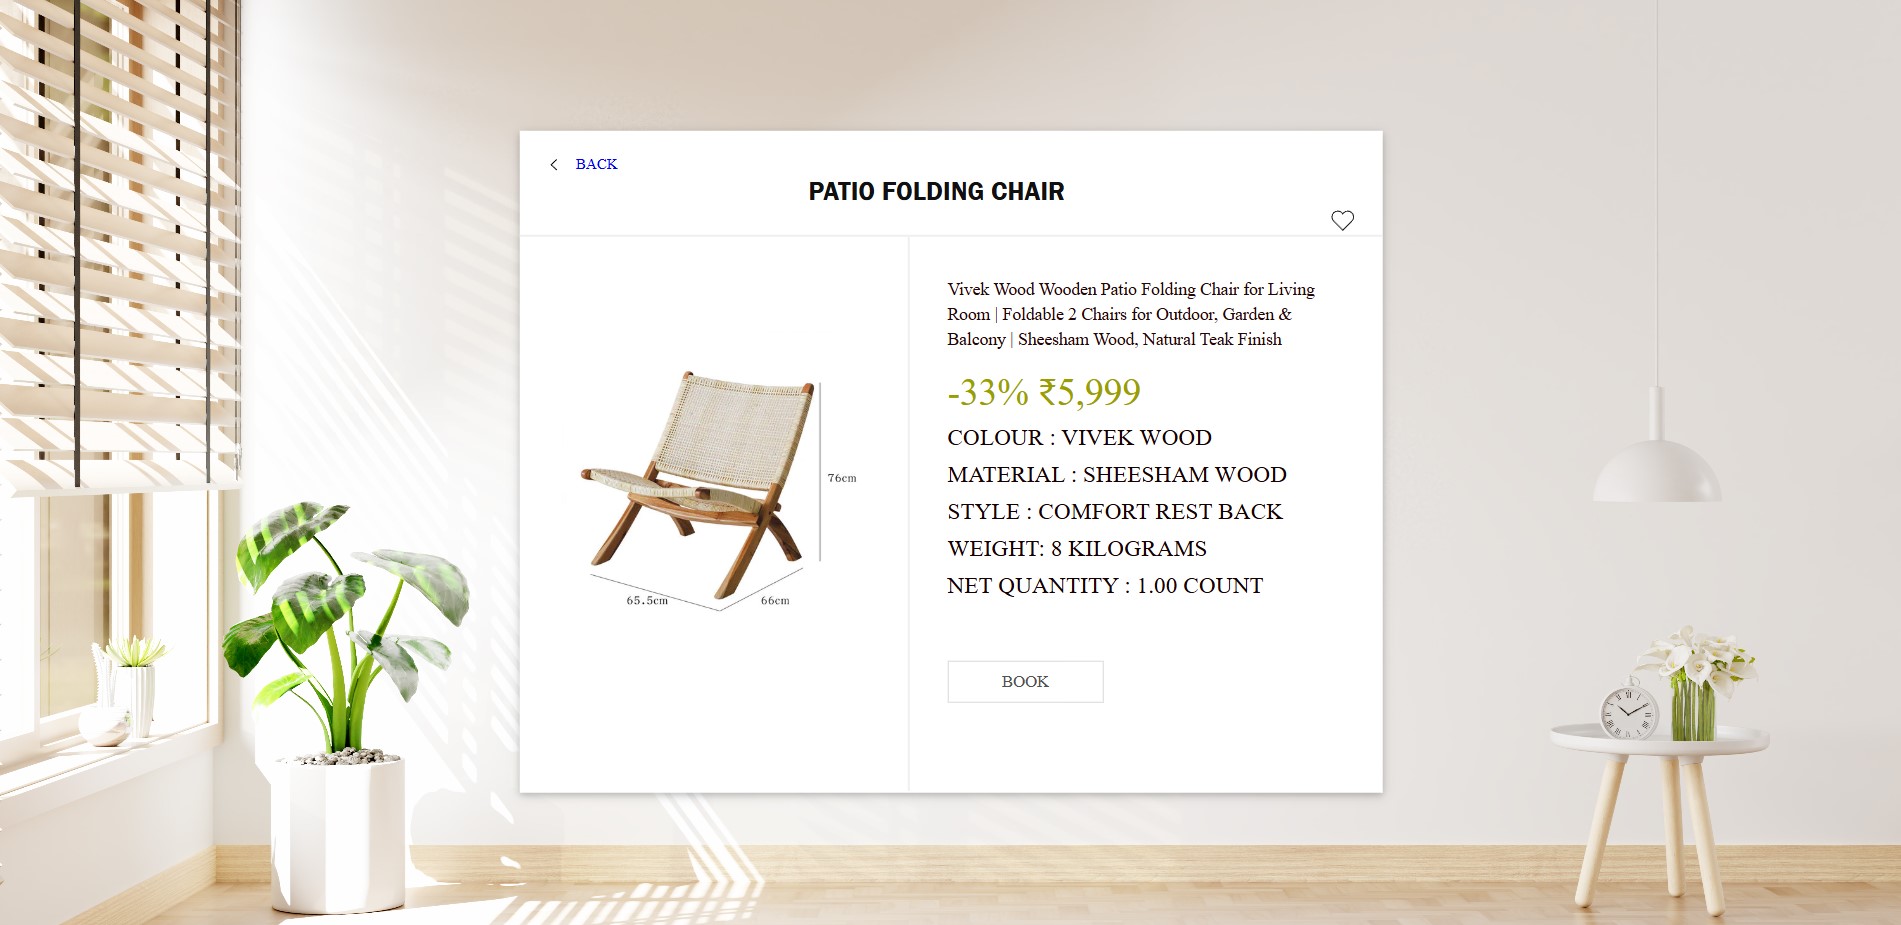 BACK
PATIO FOLDING CHAIR
Vivek Wood Wooden Patio Folding Chair for Living
Room | Foldable 2 Chairs for Outdoor, Garden &
Balcony | Sheesham Wood, Natural Teak Finish
-33% ₹5,999
COLOUR : VIVEK WOOD
MATERIAL : SHEESHAM WOOD
STYLE : COMFORT REST BACK
WEIGHT: 8 KILOGRAMS
NET QUANTITY : 1.00 COUNT
BOOK
76cm
65.5cm
66cm